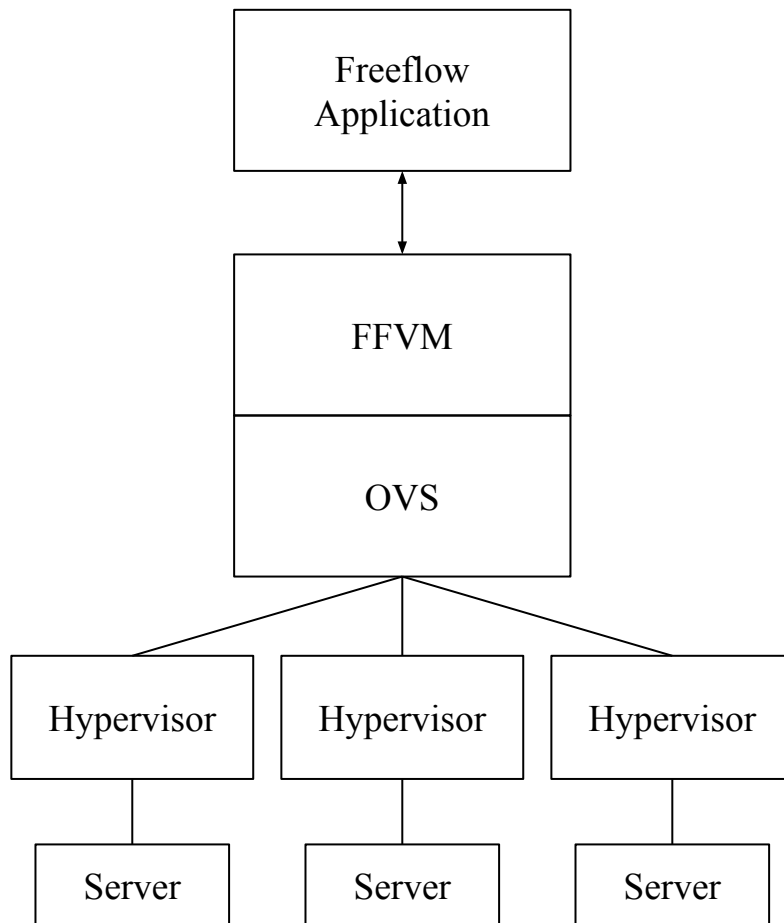 Freeflow
Application
FFVM
OVS
Hypervisor
Hypervisor
Hypervisor
Server
Server
Server